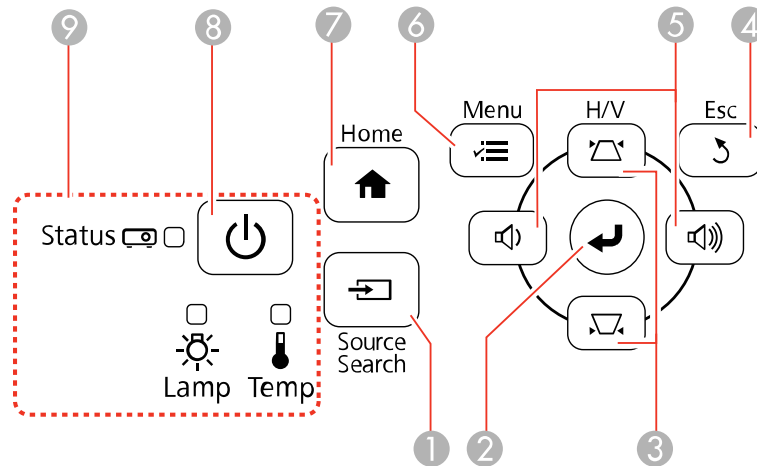 9 8 7 6 5 4
Menu H/V Esc
Home
Status
Source
Search
Lamp Temp
1 2 3